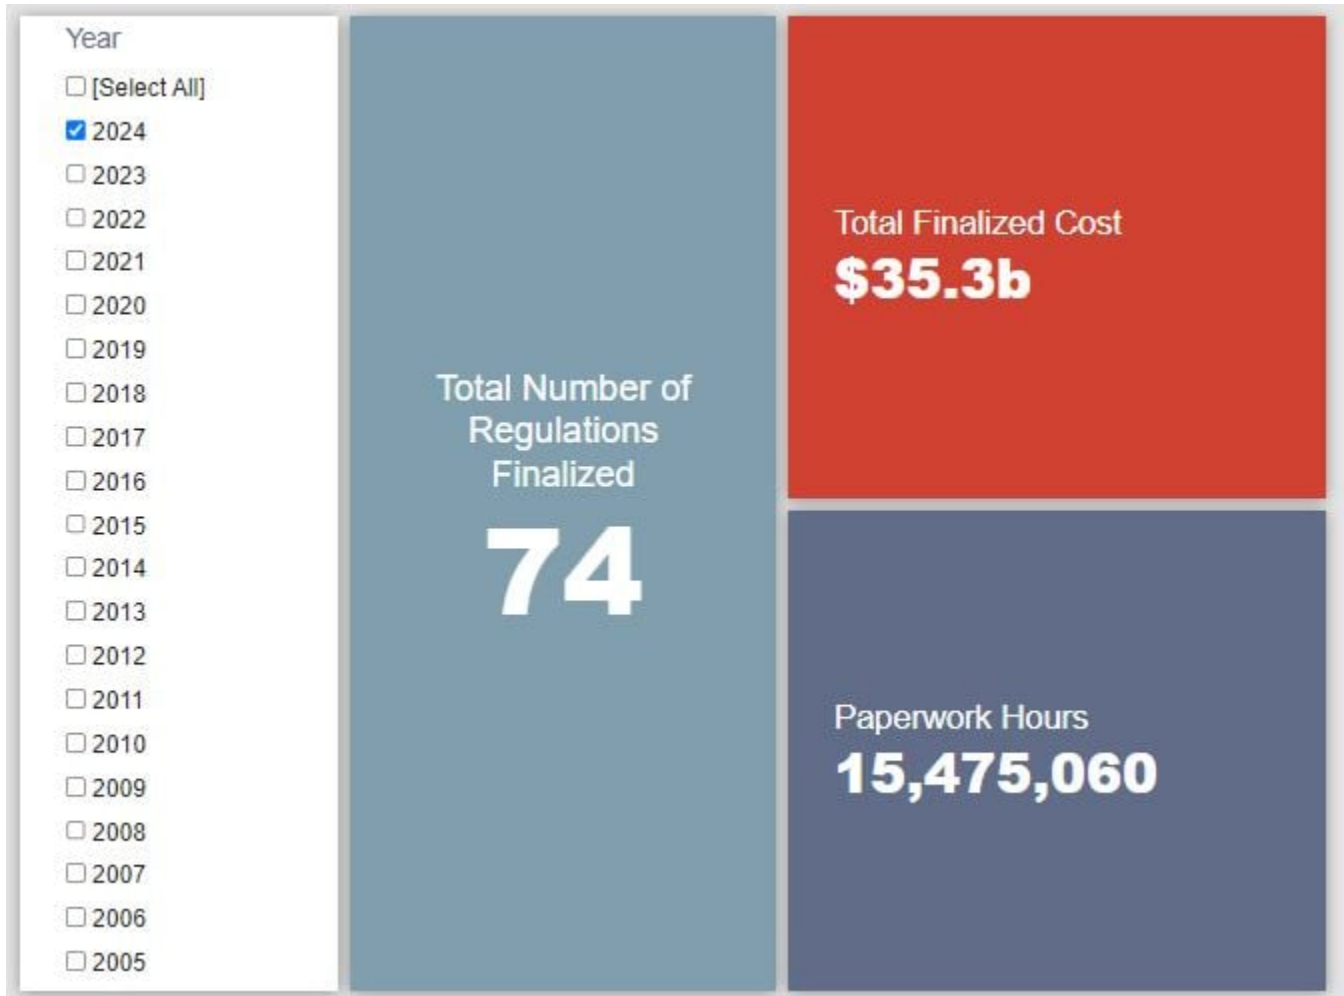 Year
[Select All]
2024
2023
2022
2021
2020
2019
2018
2017
2016
2015
2014
2013
2012
2011
2010
2009
2008
2007
2006
2005
Total Number of
Regulations
Finalized
74
Total Finalized Cost
$35.3b
Paperwork Hours
15,475,060